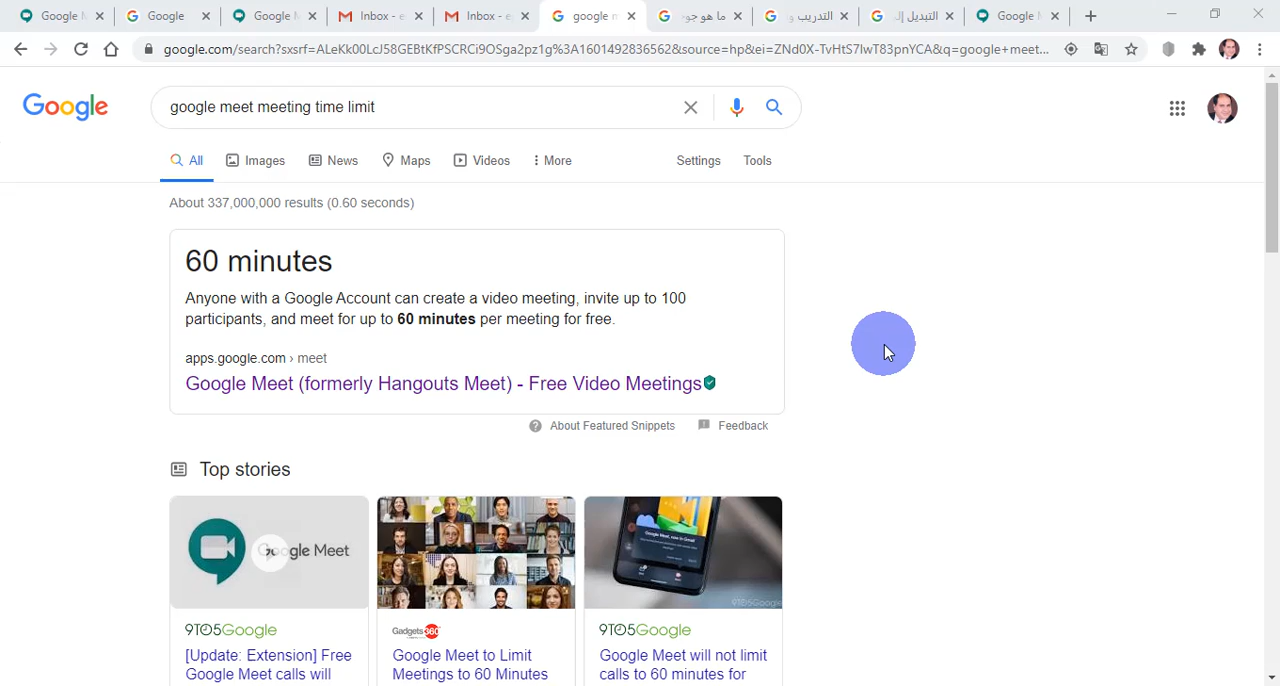 Google M
Google
Google M
Inbox - e
Inbox - e
google m
ما هو جو
التدريب و
التبديل إل
Google M
google.com/search?sxsrf=ALeKk00LcJ58GEBtKfPSCRCi9OSga2pz1g%3A1601492836562&source=hp&ei=ZNd0X-TvHtS7lwT83pnYCA&q=google+meet...
Google
google meet meeting time limit
All
Images
News
Maps
Videos
More
Settings
Tools
About 337,000,000 results (0.60 seconds)
60 minutes
Anyone with a Google Account can create a video meeting, invite up to 100
participants, and meet for up to 60 minutes per meeting for free.
apps.google.com › meet
Google Meet (formerly Hangouts Meet) - Free Video Meetings
About Featured Snippets
Feedback
Top stories
Google Meet
9TO5Google
9TO5Google
Gadgets 360
9TO5Google
[Update: Extension] Free
Google Meet calls will
Google Meet to Limit
Meetings to 60 Minutes
Google Meet will not limit
calls to 60 minutes for